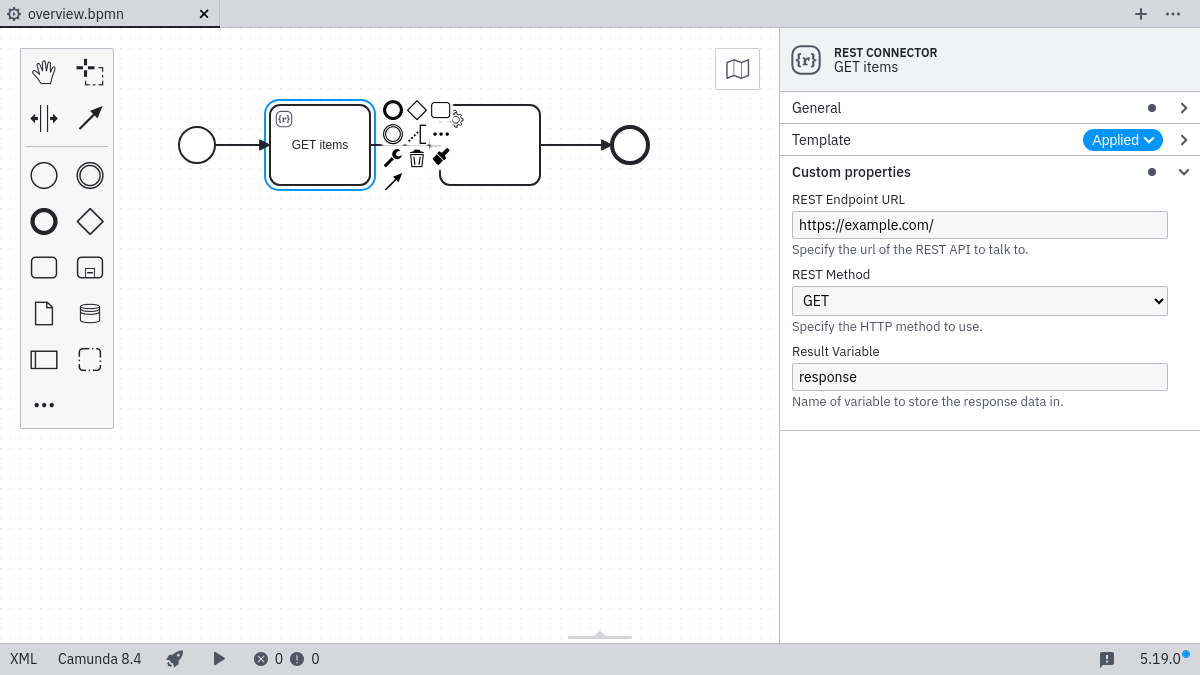 overview.bpmn
{r}
GET items
{r}
REST CONNECTOR
GET items
General
Template
Applied
Custom properties
REST Endpoint URL
https://example.com/
Specify the url of the REST API to talk to.
REST Method
GET
Specify the HTTP method to use.
Result Variable
response
Name of variable to store the response data in.
XML
Camunda 8.4
0
0
5.19.0